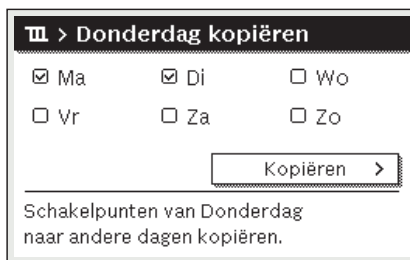 > Donderdag kopiëren
Ma Di Wo
Vr Za Zo
Kopiëren >
Schakelpunten van Donderdag
naar andere dagen kopiëren.